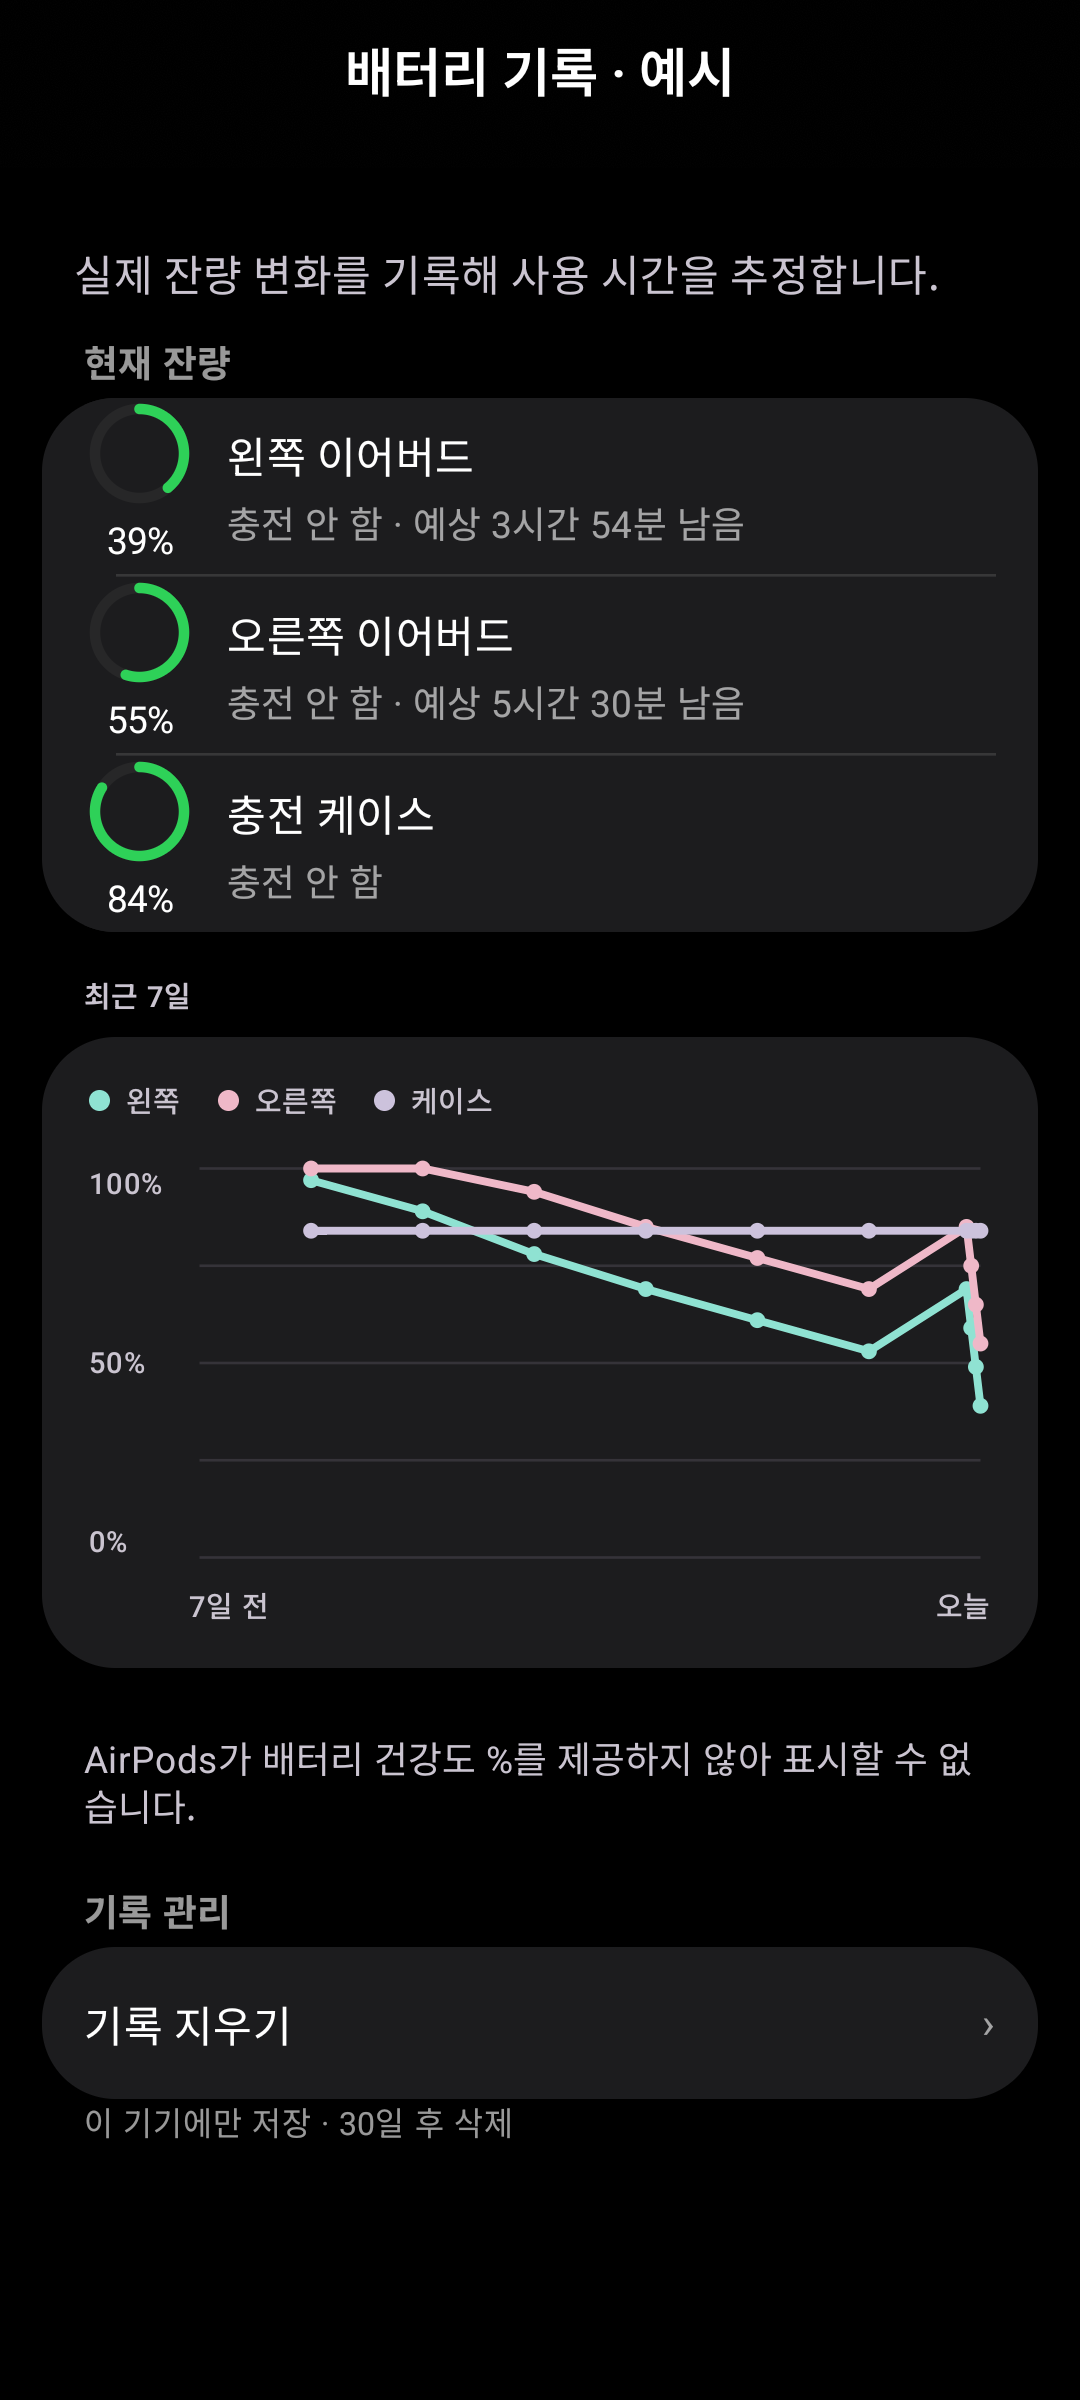 배터리 기록 · 예시
실제 잔량 변화를 기록해 사용 시간을 추정합니다.
현재 잔량
왼쪽 이어버드
충전 안 함 · 예상 3시간 54분 남음
39%
오른쪽 이어버드
충전 안 함 · 예상 5시간 30분 남음
55%
충전 케이스
충전 안 함
84%
최근 7일
왼쪽 오른쪽 케이스
100%
50%
0%
7일 전 오늘
AirPods가 배터리 건강도 %를 제공하지 않아 표시할 수 없
습니다.
기록 관리
기록 지우기 ›
이 기기에만 저장 · 30일 후 삭제